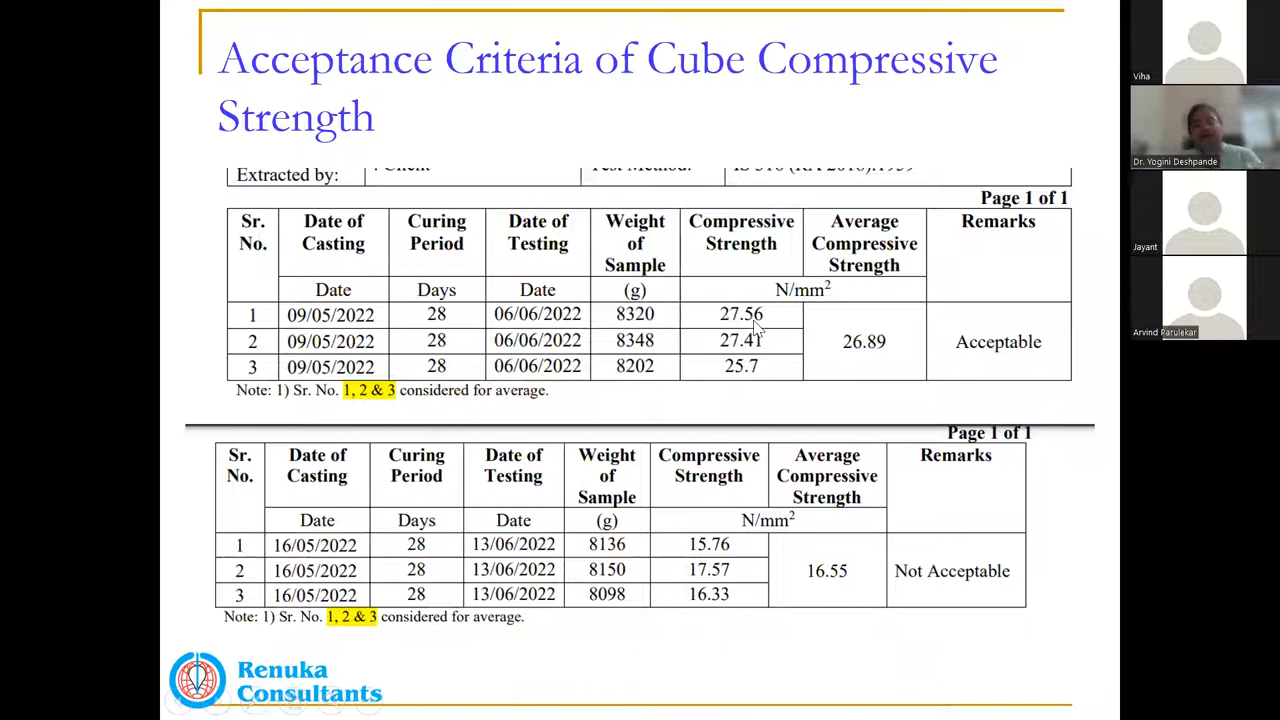 Acceptance Criteria of Cube Compressive
Strength
Extracted by: : Client Test Method: IS 516 (RA 2018):1959
Page 1 of 1
Sr. No. Date of Casting Curing Period Date of Testing Weight of Sample Compressive Strength Average Compressive Strength Remarks
Date Days Date (g) N/mm²
1 09/05/2022 28 06/06/2022 8320 27.56
2 09/05/2022 28 06/06/2022 8348 27.41 26.89 Acceptable
3 09/05/2022 28 06/06/2022 8202 25.7
Note: 1) Sr. No. 1, 2 & 3 considered for average.
Page 1 of 1
Sr. No. Date of Casting Curing Period Date of Testing Weight of Sample Compressive Strength Average Compressive Strength Remarks
Date Days Date (g) N/mm²
1 16/05/2022 28 13/06/2022 8136 15.76
2 16/05/2022 28 13/06/2022 8150 17.57 16.55 Not Acceptable
3 16/05/2022 28 13/06/2022 8098 16.33
Note: 1) Sr. No. 1, 2 & 3 considered for average.
Renuka
Consultants
Viha
Dr. Yogini Deshpande
Jayant
Arvind Parulekar